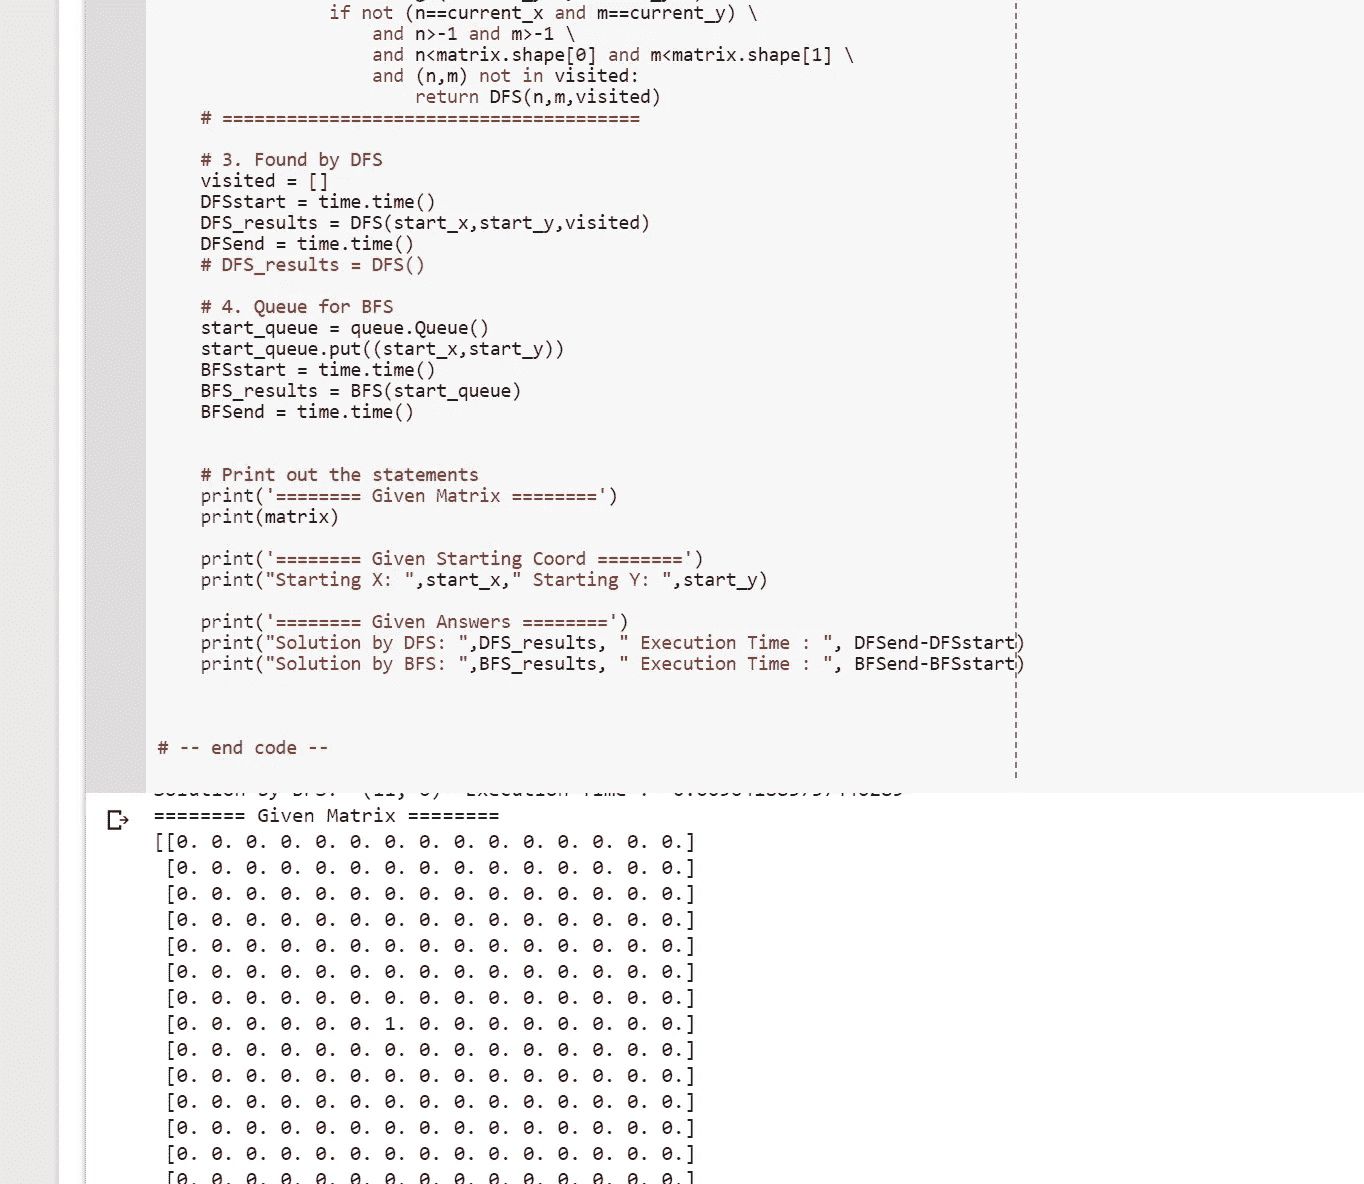 if not (n==current_x and m==current_y) \
and n>-1 and m>-1 \
and n<matrix.shape[0] and m<matrix.shape[1] \
and (n,m) not in visited:
return DFS(n,m,visited)
# =======================================
# 3. Found by DFS
visited = []
DFSstart = time.time()
DFS_results = DFS(start_x,start_y,visited)
DFSend = time.time()
# DFS_results = DFS()
# 4. Queue for BFS
start_queue = queue.Queue()
start_queue.put((start_x,start_y))
BFSstart = time.time()
BFS_results = BFS(start_queue)
BFSend = time.time()
# Print out the statements
print('======== Given Matrix ========')
print(matrix)
print('======== Given Starting Coord ========')
print("Starting X: ",start_x," Starting Y: ",start_y)
print('======== Given Answers ========')
print("Solution by DFS: ",DFS_results, " Execution Time : ", DFSend-DFSstart)
print("Solution by BFS: ",BFS_results, " Execution Time : ", BFSend-BFSstart)
# -- end code --
======== Given Matrix ========
[[0. 0. 0. 0. 0. 0. 0. 0. 0. 0. 0. 0. 0. 0. 0.]
[0. 0. 0. 0. 0. 0. 0. 0. 0. 0. 0. 0. 0. 0. 0.]
[0. 0. 0. 0. 0. 0. 0. 0. 0. 0. 0. 0. 0. 0. 0.]
[0. 0. 0. 0. 0. 0. 0. 0. 0. 0. 0. 0. 0. 0. 0.]
[0. 0. 0. 0. 0. 0. 0. 0. 0. 0. 0. 0. 0. 0. 0.]
[0. 0. 0. 0. 0. 0. 0. 0. 0. 0. 0. 0. 0. 0. 0.]
[0. 0. 0. 0. 0. 0. 0. 0. 0. 0. 0. 0. 0. 0. 0.]
[0. 0. 0. 0. 0. 0. 1. 0. 0. 0. 0. 0. 0. 0. 0.]
[0. 0. 0. 0. 0. 0. 0. 0. 0. 0. 0. 0. 0. 0. 0.]
[0. 0. 0. 0. 0. 0. 0. 0. 0. 0. 0. 0. 0. 0. 0.]
[0. 0. 0. 0. 0. 0. 0. 0. 0. 0. 0. 0. 0. 0. 0.]
[0. 0. 0. 0. 0. 0. 0. 0. 0. 0. 0. 0. 0. 0. 0.]
[0. 0. 0. 0. 0. 0. 0. 0. 0. 0. 0. 0. 0. 0. 0.]
[0. 0. 0. 0. 0. 0. 0. 0. 0. 0. 0. 0. 0. 0. 0.]